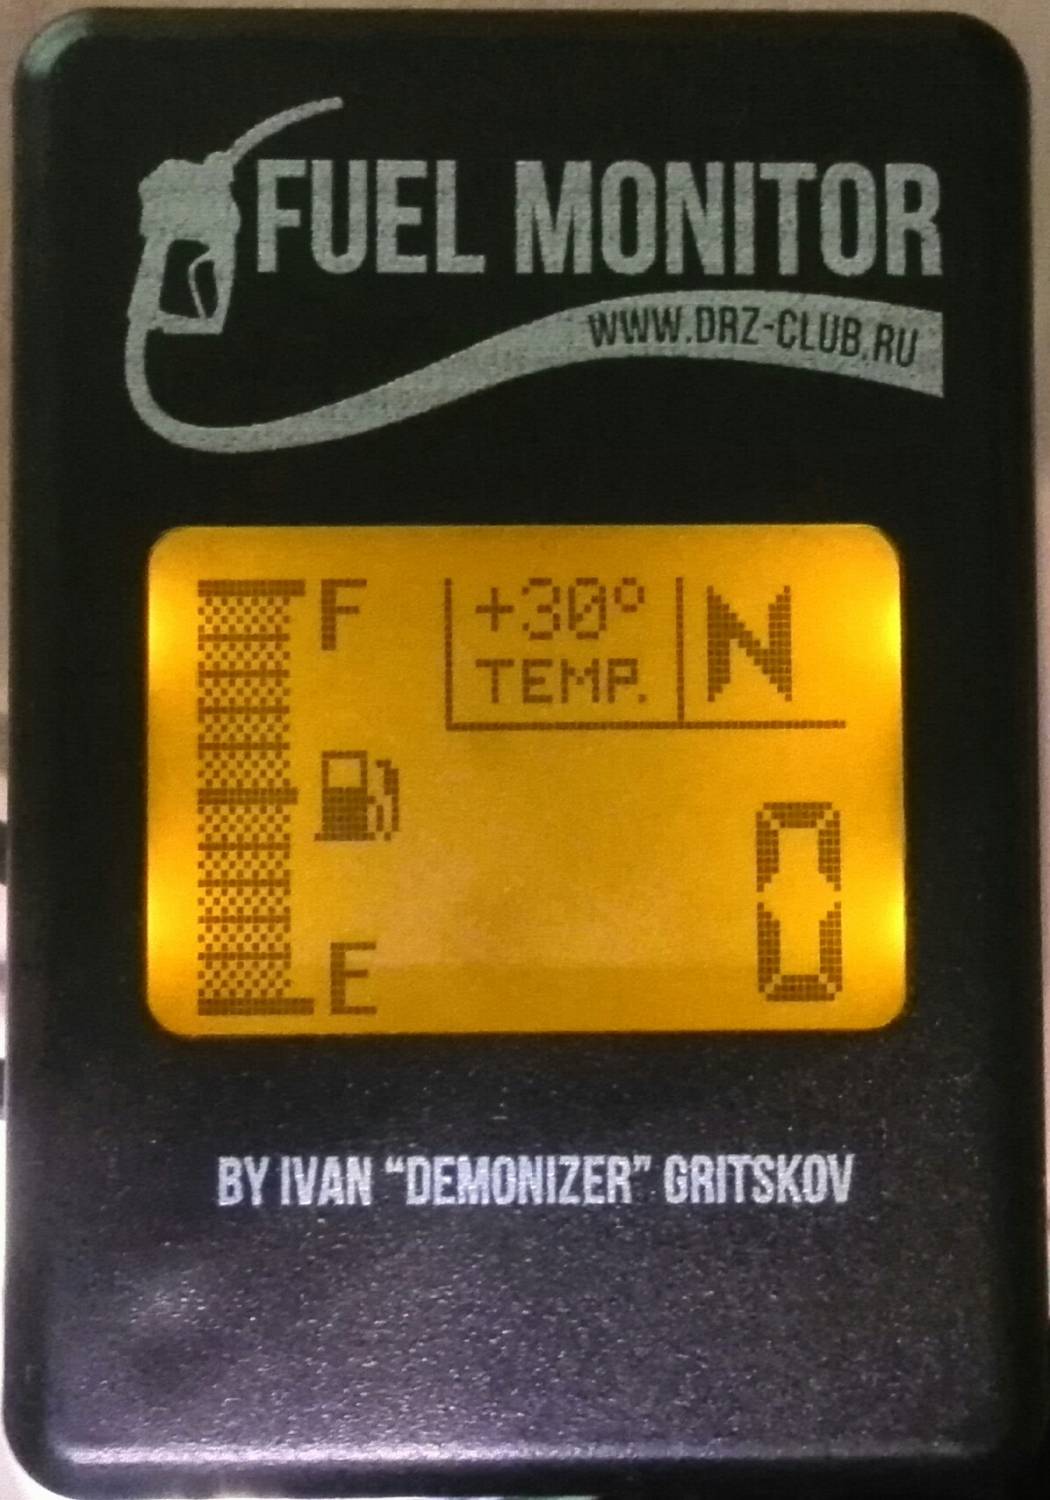 FUEL MONITOR
WWW.DRZ-CLUB.RU
F
+30°
TEMP.
N
0
E
BY IVAN “DEMONIZER” GRITSKOV